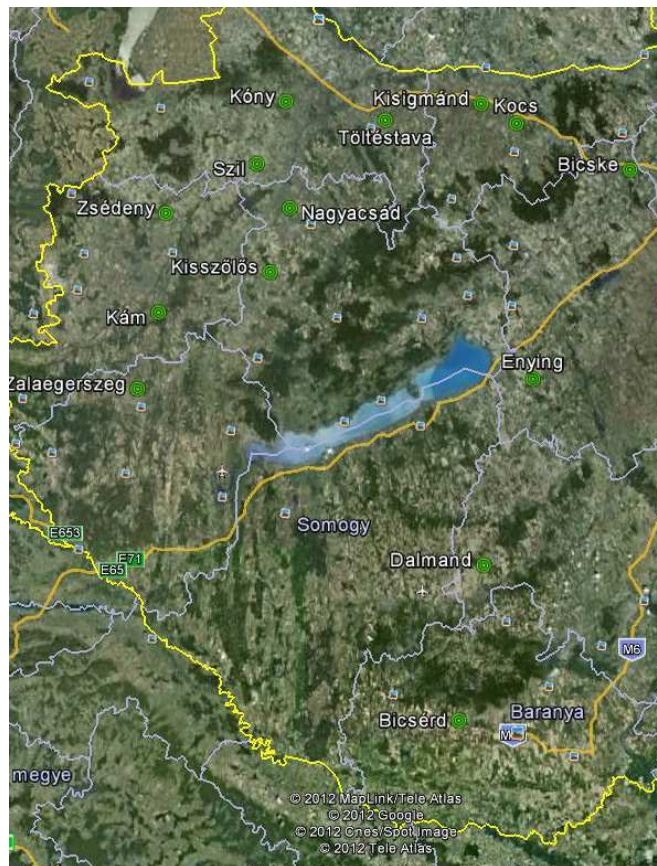 Kóny
Kisigmánd
Kocs
Töltéstava
Szil
Bicske
Zsédeny
Nagyacsád
Kisszőlős
Kám
Enying
Zalaegerszeg
Somogy
E653
E71
E65
Dalmand
M6
Bicsérd
Baranya
M
megye
© 2012 MapLink/Tele Atlas
© 2012 Google
© 2012 Cnes/Spot Image
© 2012 Tele Atlas